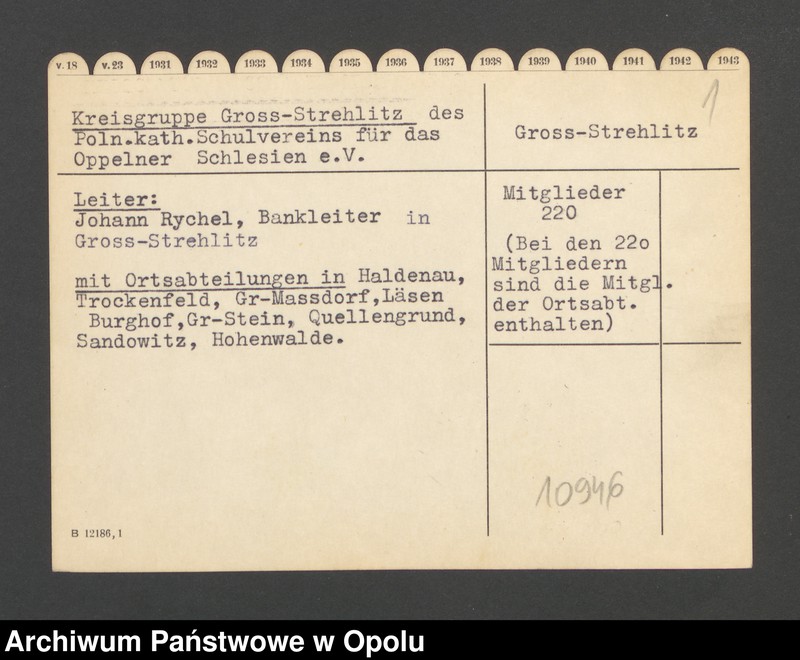 v.18 v.23 1931 1932 1933 1934 1935 1936 1937 1938 1939 1940 1941 1942 1943
1
Kreisgruppe Gross-Strehlitz des
Poln.kath.Schulvereins für das
Oppelner Schlesien e.V.
Gross-Strehlitz
Leiter:
Johann Rychel, Bankleiter in
Gross-Strehlitz
mit Ortsabteilungen in Haldenau,
Trockenfeld, Gr-Massdorf,Läsen
Burghof,Gr-Stein, Quellengrund,
Sandowitz, Hohenwalde.
Mitglieder
220
(Bei den 22o
Mitgliedern
sind die Mitgl.
der Ortsabt.
enthalten)
10946
B 12186,1
Archiwum Państwowe w Opolu